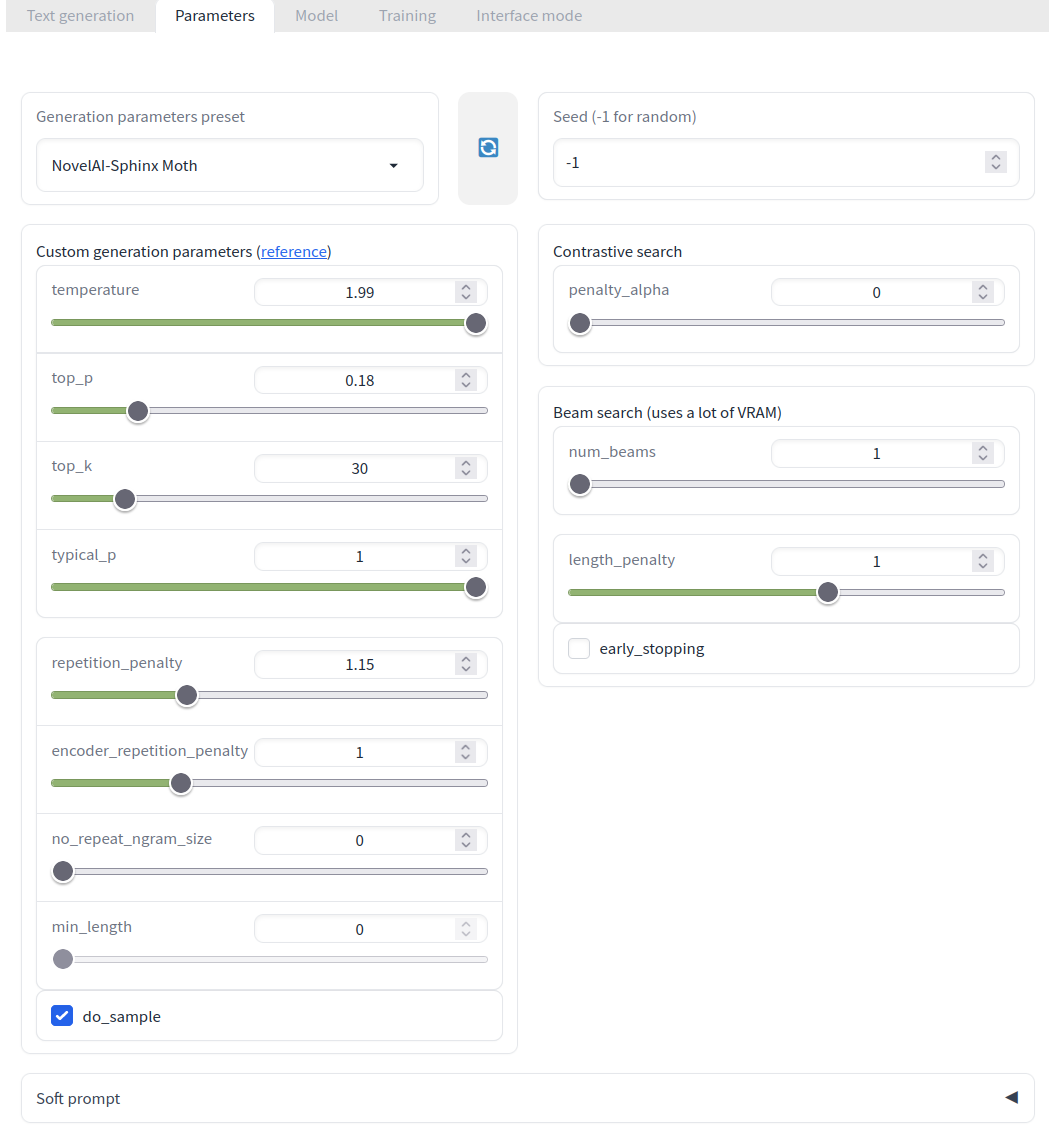 Text generation Parameters Model Training Interface mode
Generation parameters preset
NovelAI-Sphinx Moth
Seed (-1 for random)
-1
Custom generation parameters (reference)
temperature 1.99
top_p 0.18
top_k 30
typical_p 1
repetition_penalty 1.15
encoder_repetition_penalty 1
no_repeat_ngram_size 0
min_length 0
do_sample
Contrastive search
penalty_alpha 0
Beam search (uses a lot of VRAM)
num_beams 1
length_penalty 1
early_stopping
Soft prompt